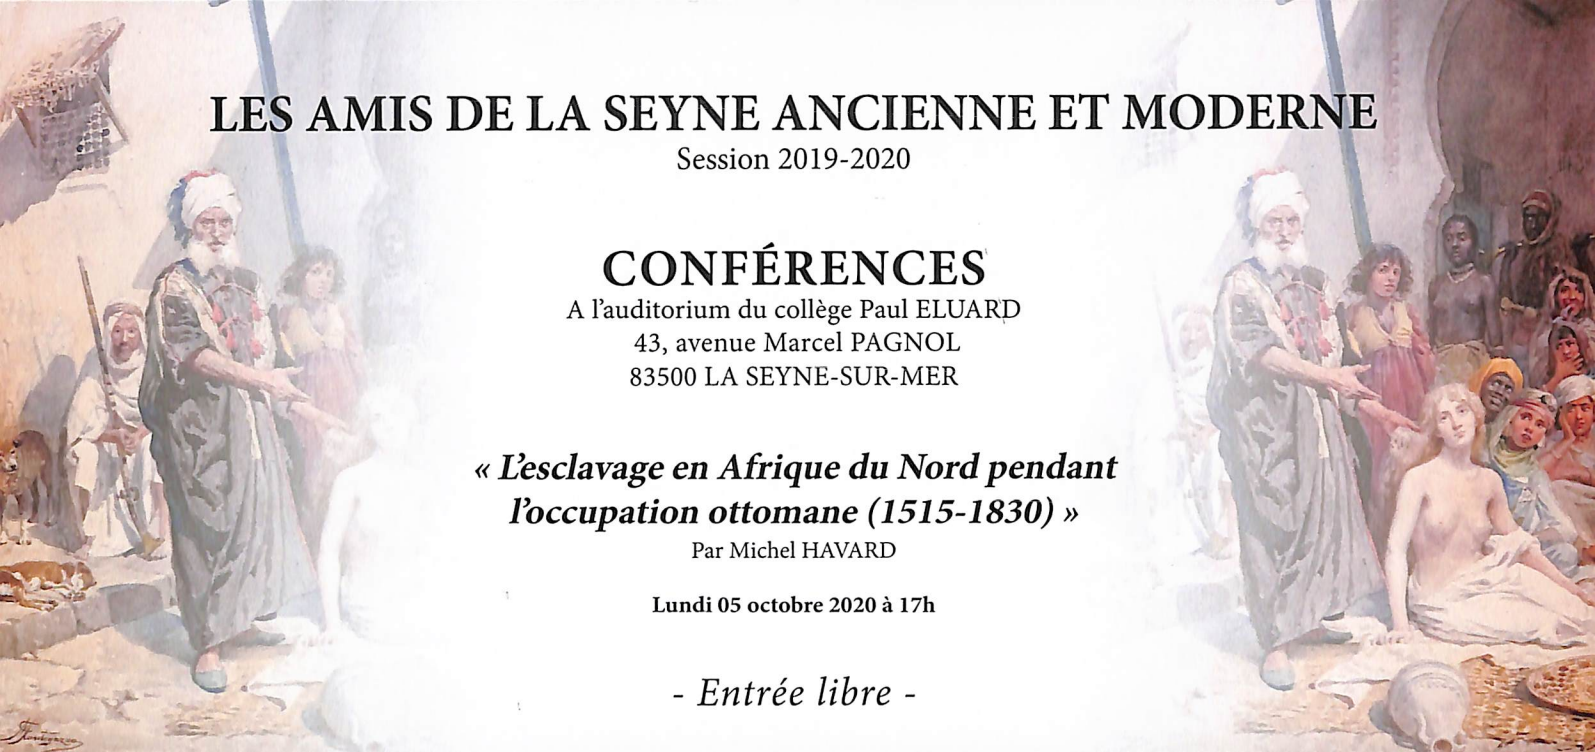 LES AMIS DE LA SEYNE ANCIENNE ET MODERNE
Session 2019-2020
CONFÉRENCES
A l'auditorium du collège Paul ELUARD
43, avenue Marcel PAGNOL
83500 LA SEYNE-SUR-MER
« L'esclavage en Afrique du Nord pendant
l'occupation ottomane (1515-1830) »
Par Michel HAVARD
Lundi 05 octobre 2020 à 17h
- Entrée libre -